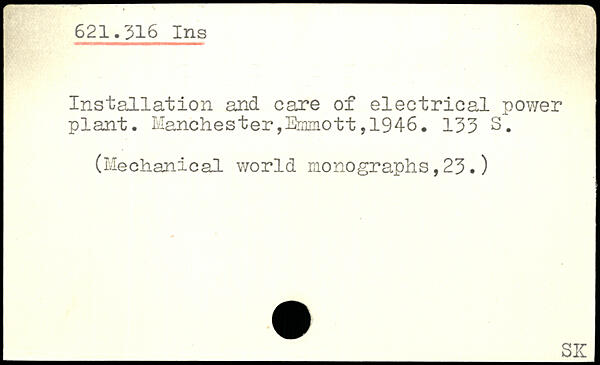 621.316 Ins
Installation and care of electrical power
plant. Manchester,Emmott,1946. 133 S.
(Mechanical world monographs,23.)
SK